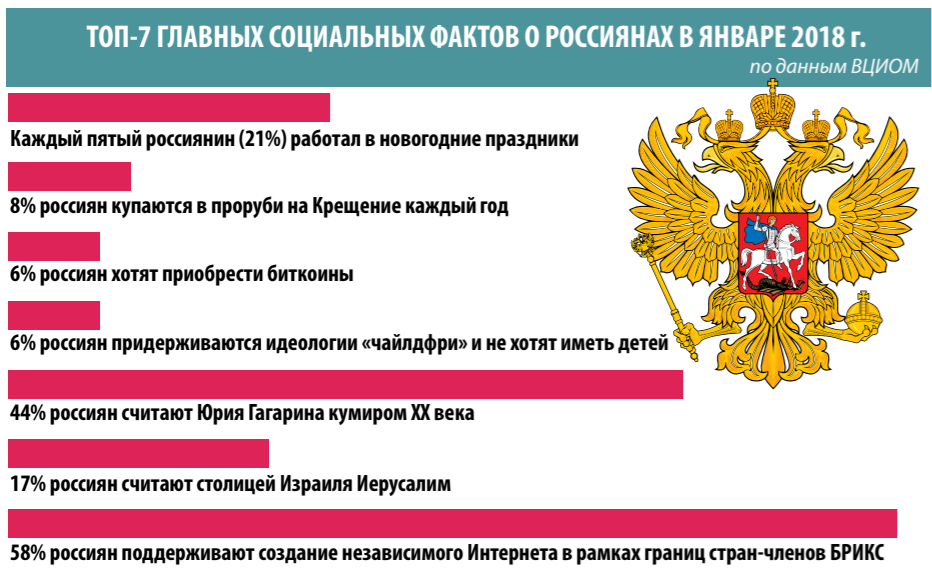 ТОП-7 ГЛАВНЫХ СОЦИАЛЬНЫХ ФАКТОВ О РОССИЯНАХ В ЯНВАРЕ 2018 г.
по данным ВЦИОМ
Каждый пятый россиянин (21%) работал в новогодние праздники
8% россиян купаются в проруби на Крещение каждый год
6% россиян хотят приобрести биткоины
6% россиян придерживаются идеологии «чайлдфри» и не хотят иметь детей
44% россиян считают Юрия Гагарина кумиром XX века
17% россиян считают столицей Израиля Иерусалим
58% россиян поддерживают создание независимого Интернета в рамках границ стран-членов БРИКС